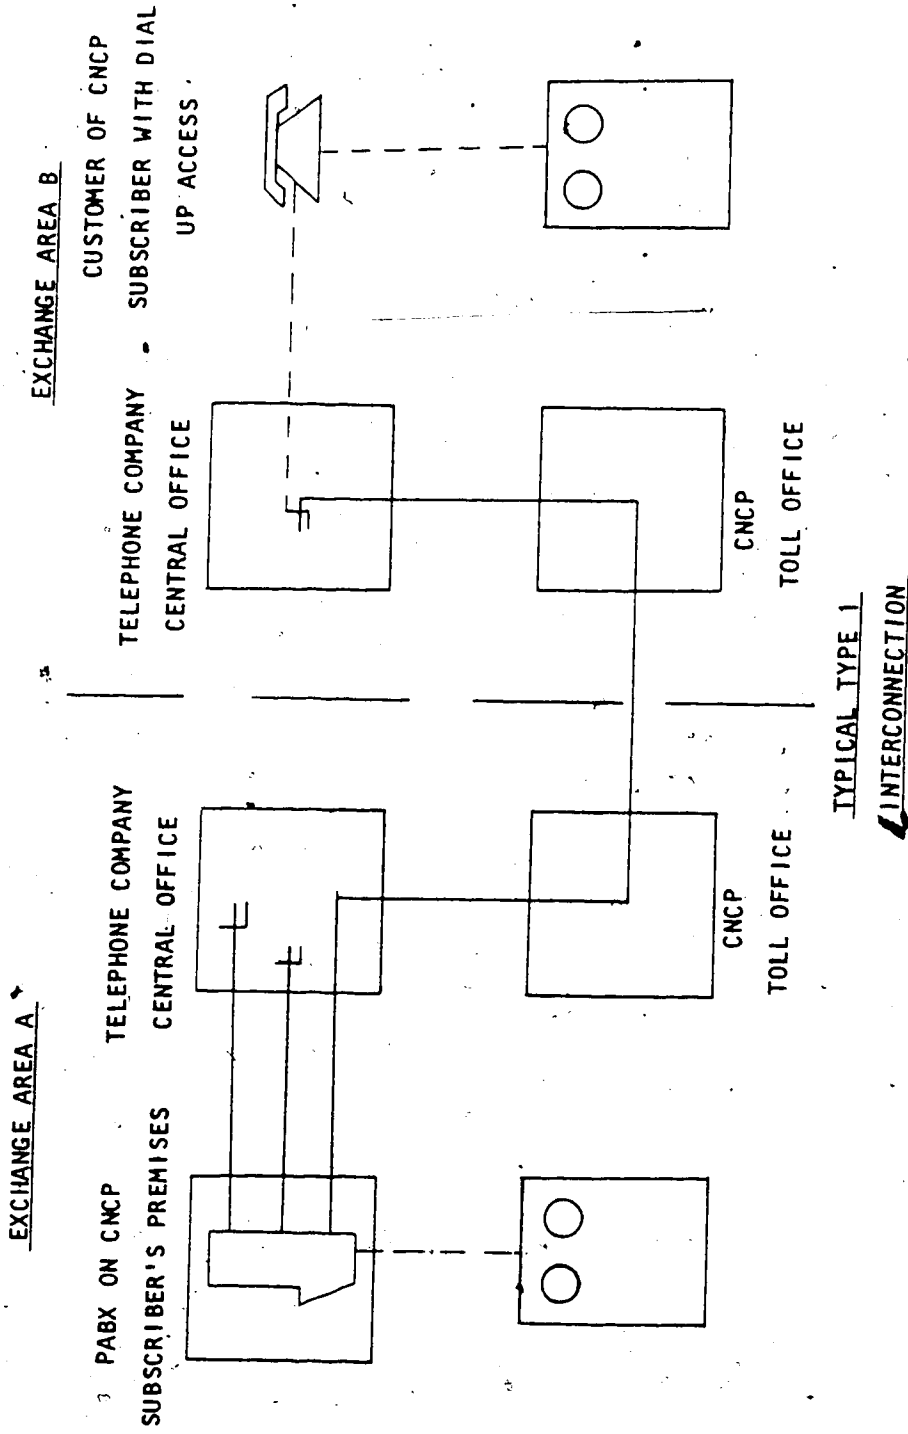 EXCHANGE AREA A
EXCHANGE AREA B
PABX ON CNCP
SUBSCRIBER'S PREMISES
TELEPHONE COMPANY
CENTRAL OFFICE
TELEPHONE COMPANY
CENTRAL OFFICE
CUSTOMER OF CNCP
SUBSCRIBER WITH DIAL
UP ACCESS
CNCP
TOLL OFFICE
CNCP
TOLL OFFICE
TYPICAL TYPE 1
INTERCONNECTION